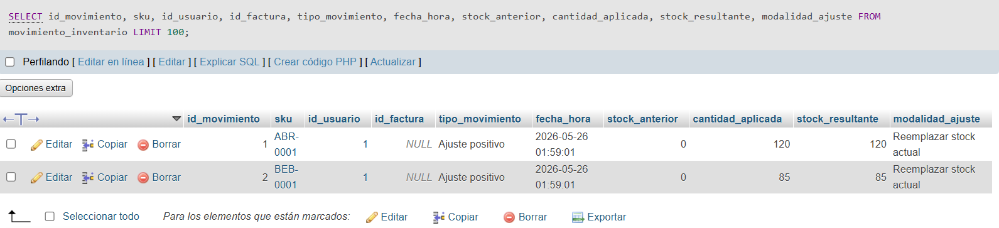 SELECT id_movimiento, sku, id_usuario, id_factura, tipo_movimiento, fecha_hora, stock_anterior, cantidad_aplicada, stock_resultante, modalidad_ajuste FROM
movimiento_inventario LIMIT 100;
Perfilando [ Editar en línea ] [ Editar ] [ Explicar SQL ] [ Crear código PHP ] [ Actualizar ]
Opciones extra
id_movimiento sku id_usuario id_factura tipo_movimiento fecha_hora stock_anterior cantidad_aplicada stock_resultante modalidad_ajuste
Editar Copiar Borrar 1 ABR-0001 1 NULL Ajuste positivo 2026-05-26 01:59:01 0 120 120 Reemplazar stock actual
Editar Copiar Borrar 2 BEB-0001 1 NULL Ajuste positivo 2026-05-26 01:59:01 0 85 85 Reemplazar stock actual
Seleccionar todo Para los elementos que están marcados: Editar Copiar Borrar Exportar